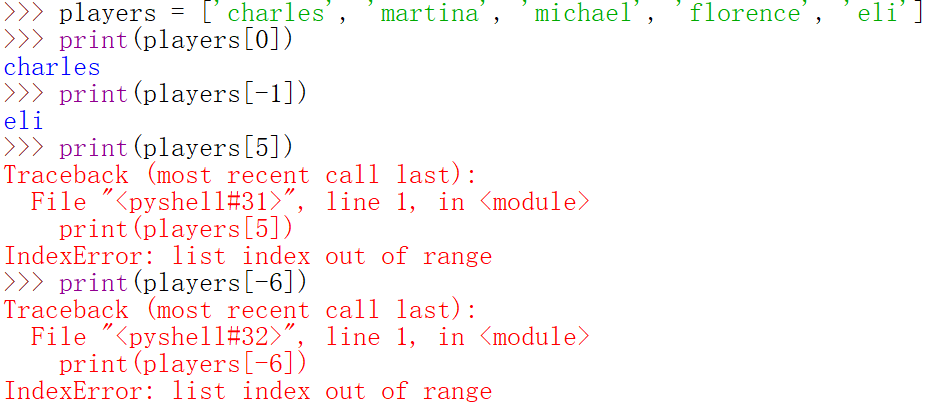 >>> players = ['charles', 'martina', 'michael', 'florence', 'eli']
>>> print(players[0])
charles
>>> print(players[-1])
eli
>>> print(players[5])
Traceback (most recent call last):
  File "<pyshell#31>", line 1, in <module>
    print(players[5])
IndexError: list index out of range
>>> print(players[-6])
Traceback (most recent call last):
  File "<pyshell#32>", line 1, in <module>
    print(players[-6])
IndexError: list index out of range